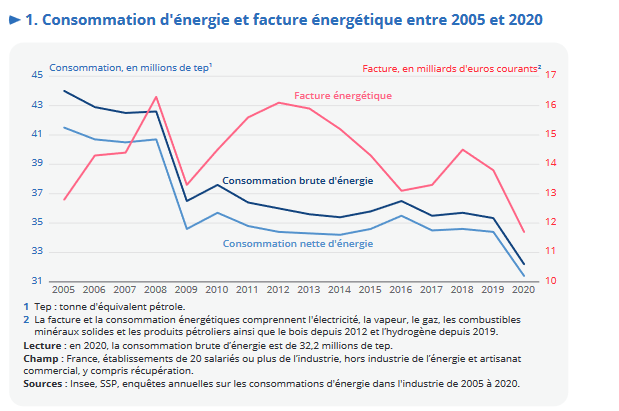 ► 1. Consommation d'énergie et facture énergétique entre 2005 et 2020
Consommation, en millions de tep¹
Facture, en milliards d'euros courants²
45
43
41
39
37
35
33
31
17
16
15
14
13
12
11
10
Facture énergétique
Consommation brute d'énergie
Consommation nette d'énergie
2005 2006 2007 2008 2009 2010 2011 2012 2013 2014 2015 2016 2017 2018 2019 2020
1 Tep : tonne d'équivalent pétrole.
2 La facture et la consommation énergétiques comprennent l'électricité, la vapeur, le gaz, les combustibles
minéraux solides et les produits pétroliers ainsi que le bois depuis 2012 et l'hydrogène depuis 2019.
Lecture : en 2020, la consommation brute d'énergie est de 32,2 millions de tep.
Champ : France, établissements de 20 salariés ou plus de l'industrie, hors industrie de l'énergie et artisanat
commercial, y compris récupération.
Sources : Insee, SSP, enquêtes annuelles sur les consommations d'énergie dans l'industrie de 2005 à 2020.